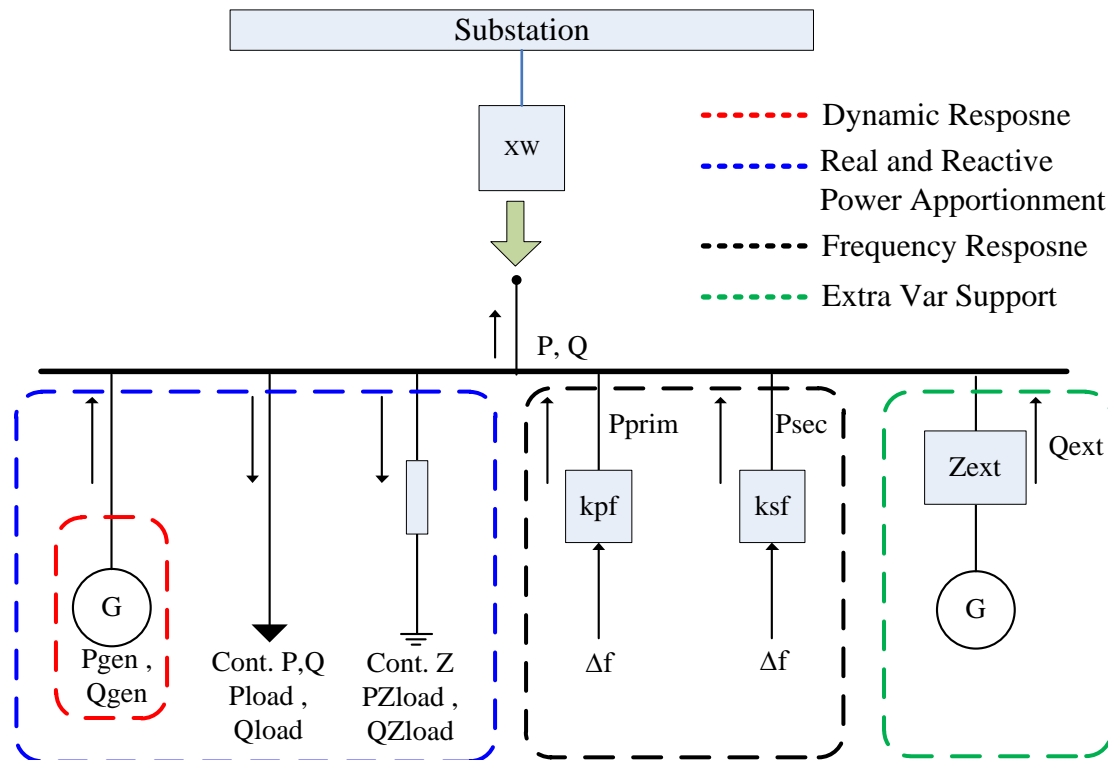 Substation
xw
Dynamic Resposne
Real and Reactive
Power Apportionment
Frequency Resposne
Extra Var Support
P, Q
Pprim
Psec
Qext
Zext
kpf
ksf
G
G
Pgen ,
Qgen
Cont. P,Q
Pload ,
Qload
Cont. Z
PZload ,
QZload
Δf
Δf